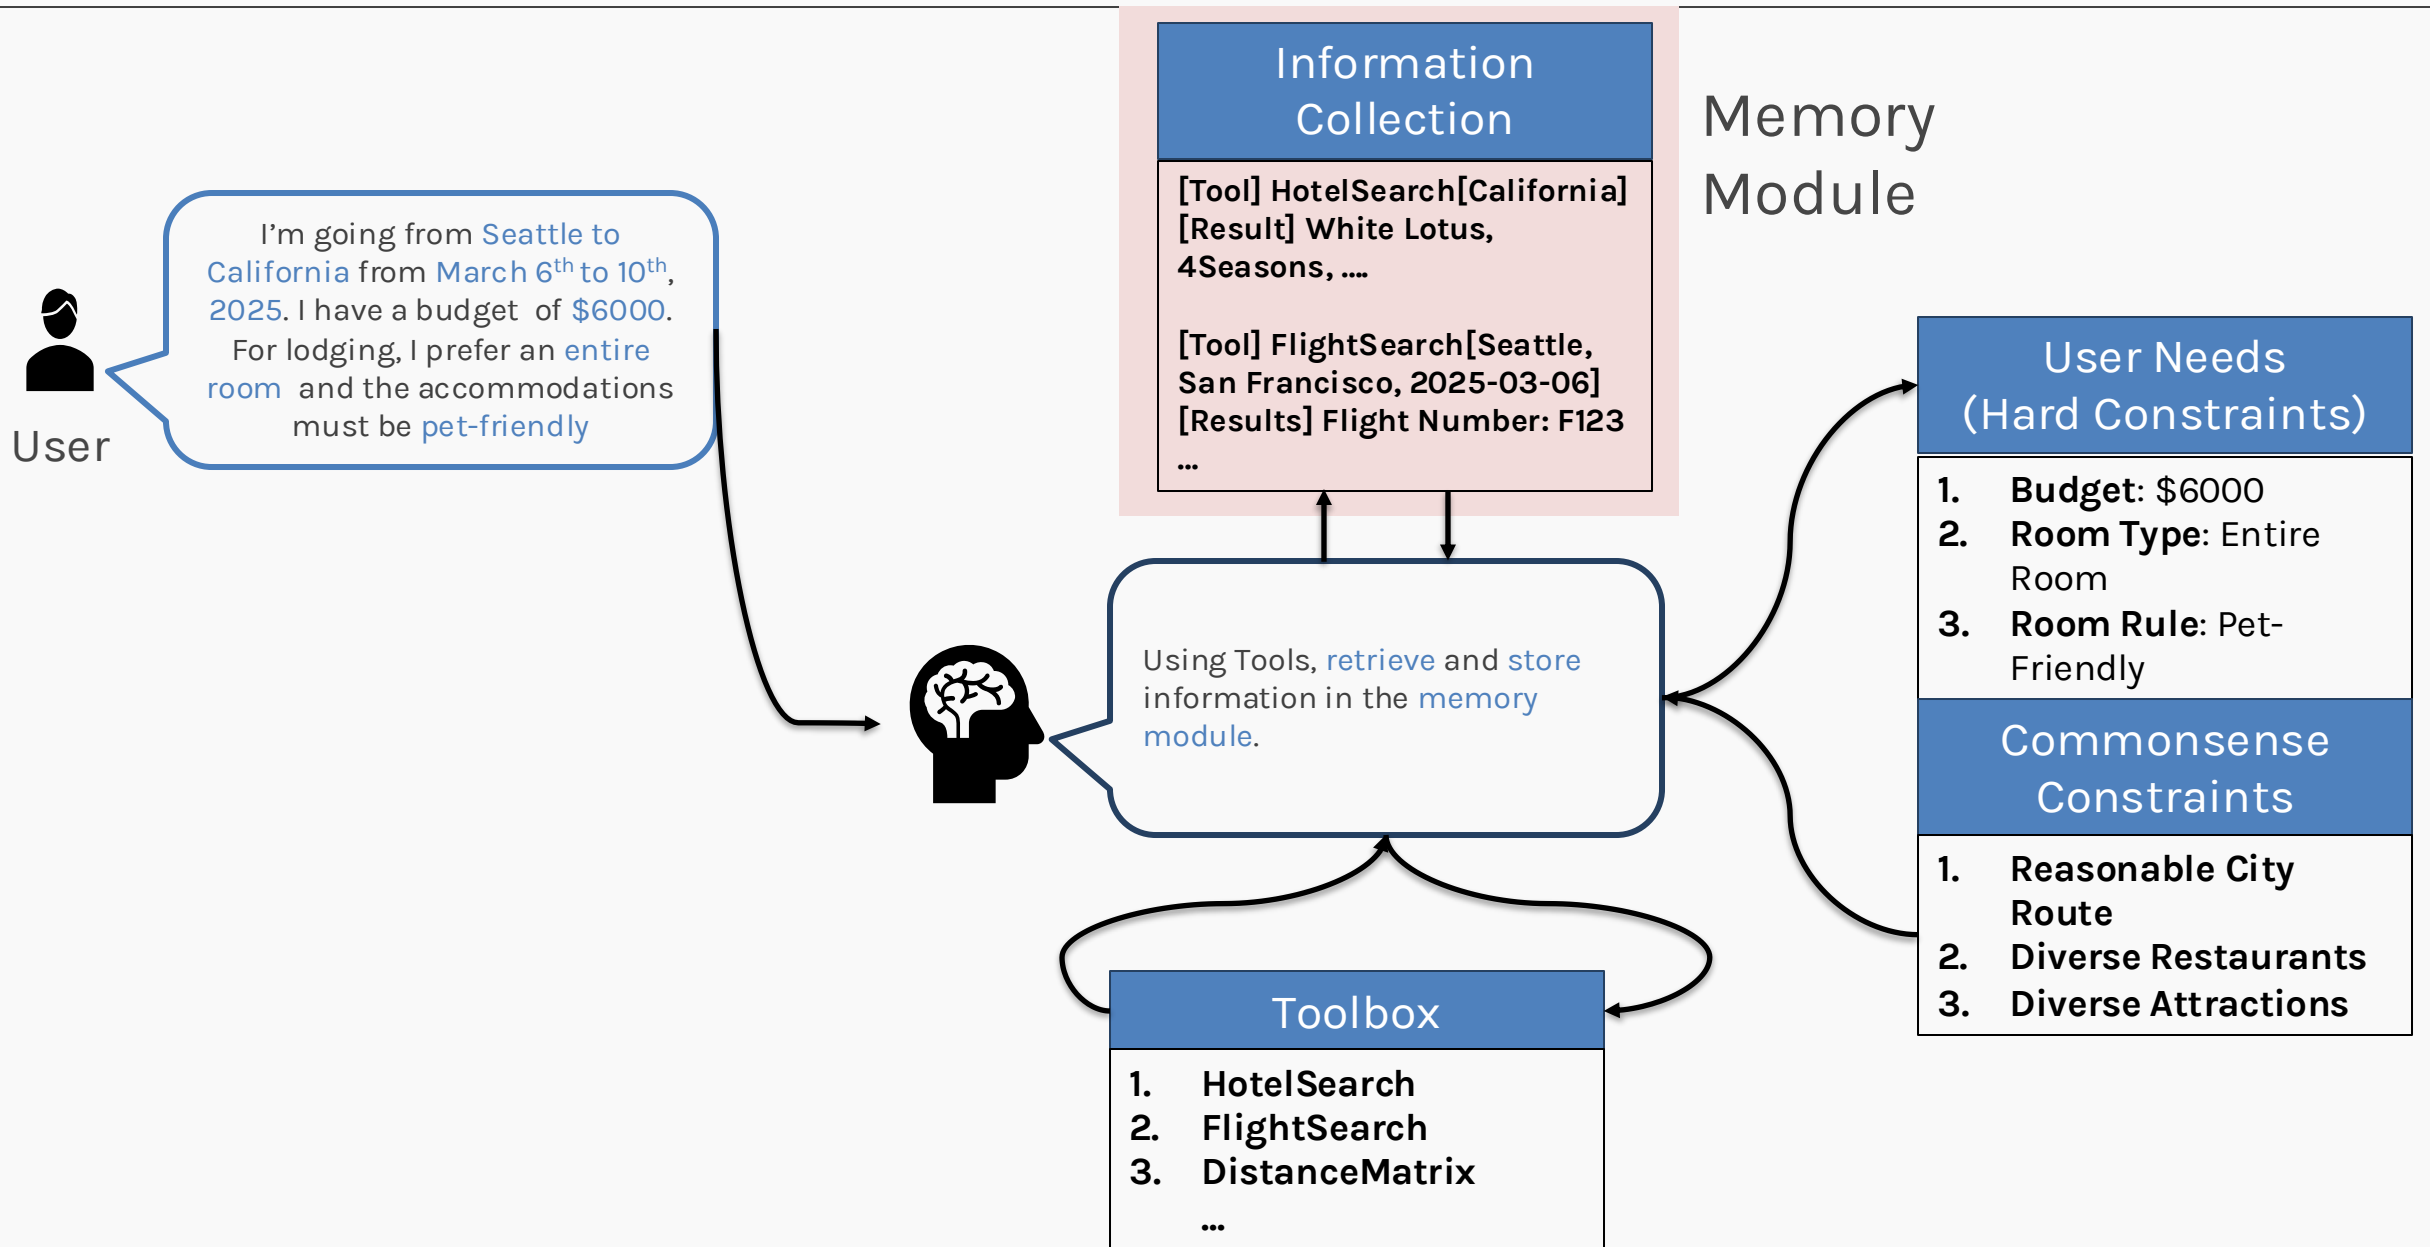 Information
Collection
[Tool] HotelSearch[California]
[Result] White Lotus,
4Seasons, ....
[Tool] FlightSearch[Seattle,
San Francisco, 2025-03-06]
[Results] Flight Number: F123
...
Memory
Module
I’m going from Seattle to
California from March 6th to 10th,
2025. I have a budget of $6000.
For lodging, I prefer an entire
room and the accommodations
must be pet-friendly
User
Using Tools, retrieve and store
information in the memory
module.
User Needs
(Hard Constraints)
1. Budget: $6000
2. Room Type: Entire
Room
3. Room Rule: Pet-
Friendly
Commonsense
Constraints
1. Reasonable City
Route
2. Diverse Restaurants
3. Diverse Attractions
Toolbox
1. HotelSearch
2. FlightSearch
3. DistanceMatrix
...